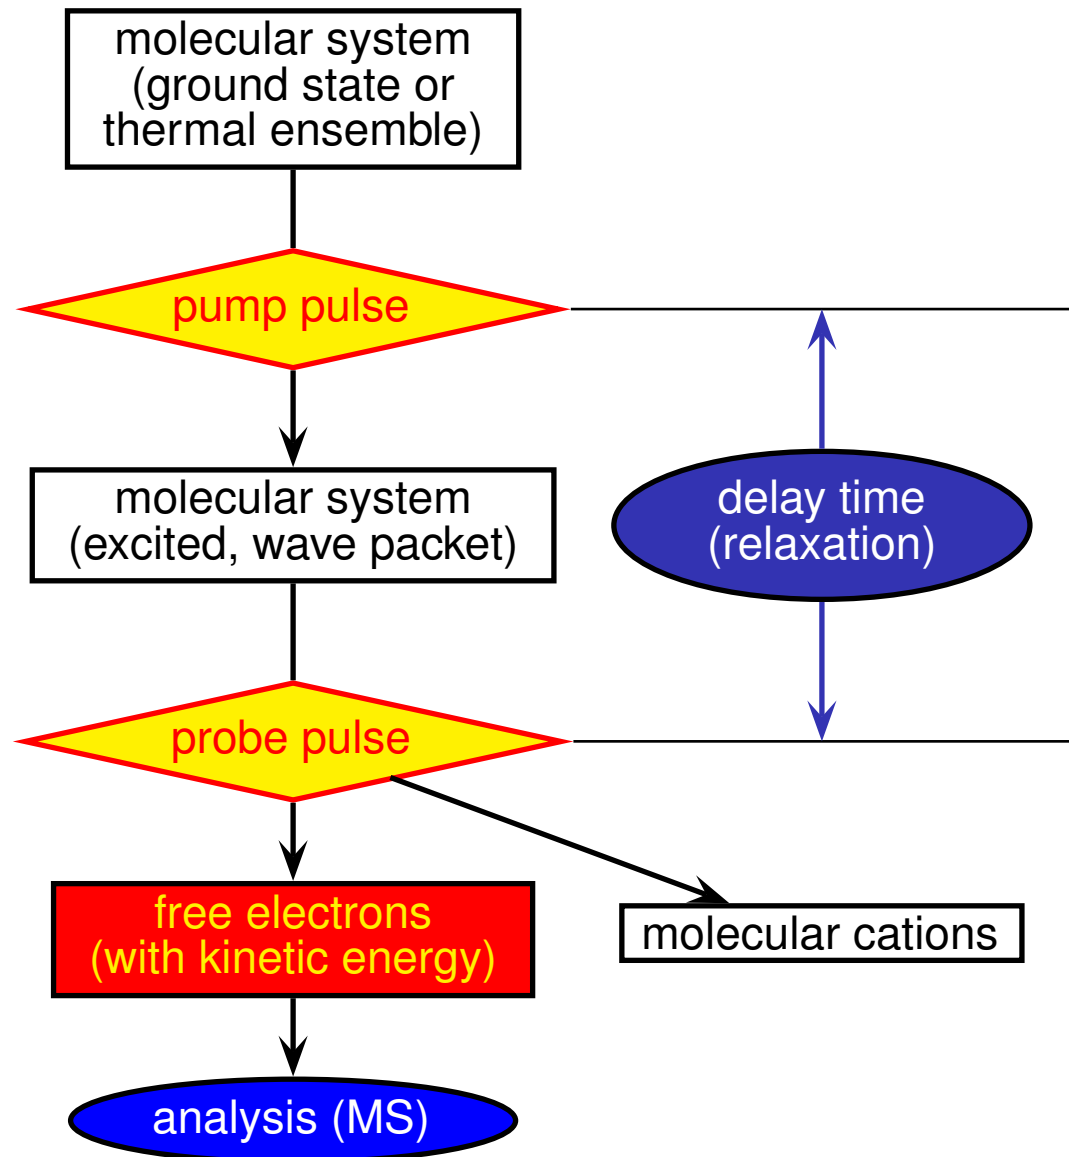 molecular system
(ground state or
thermal ensemble)
pump pulse
molecular system
(excited, wave packet)
delay time
(relaxation)
probe pulse
free electrons
(with kinetic energy)
molecular cations
analysis (MS)